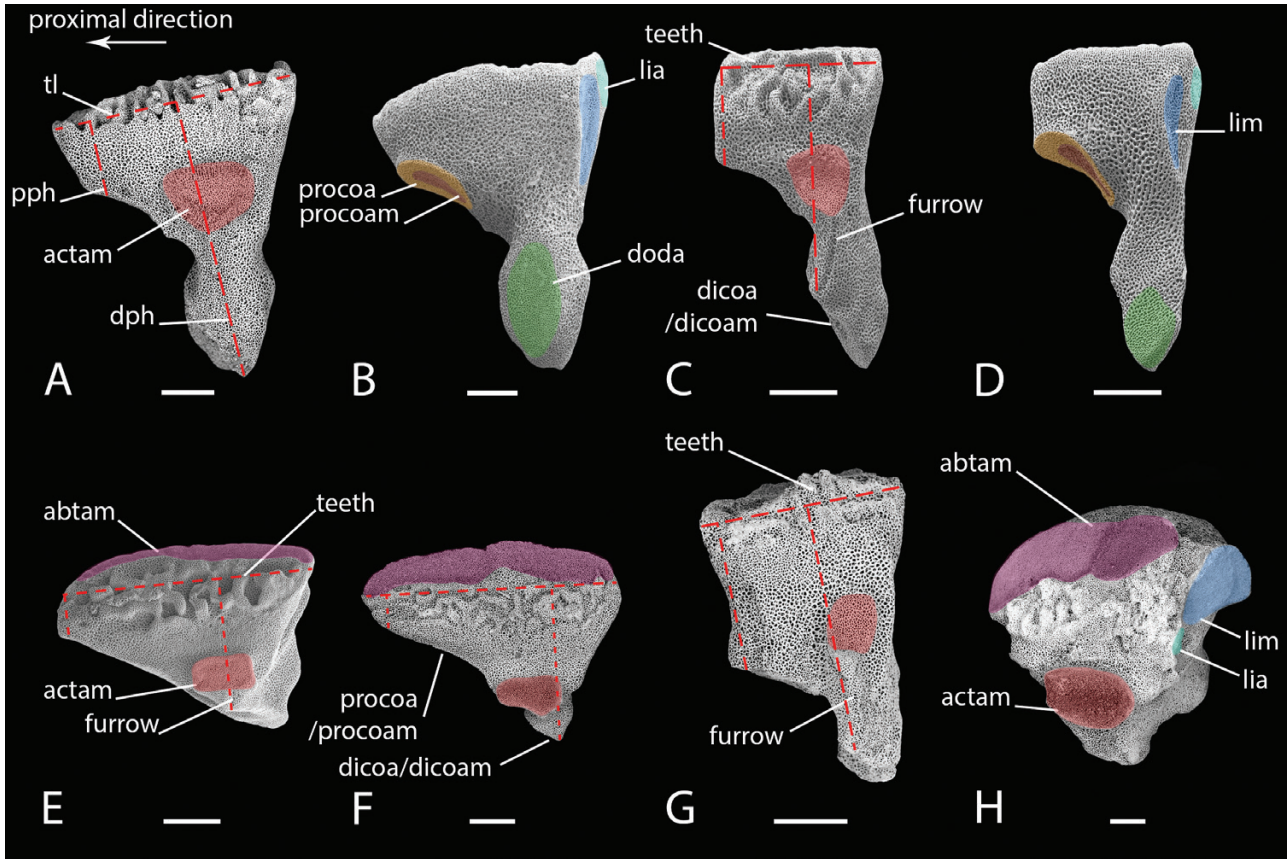 proximal direction
tl
pph
actam
dph
A
procoa
procoam
lia
doda
B
teeth
furrow
dicoa
/dicoam
C
lim
D
abtam
teeth
actam
furrow
E
procoa
/procoam
dicoa/dicoam
F
teeth
furrow
G
abtam
lim
lia
actam
H